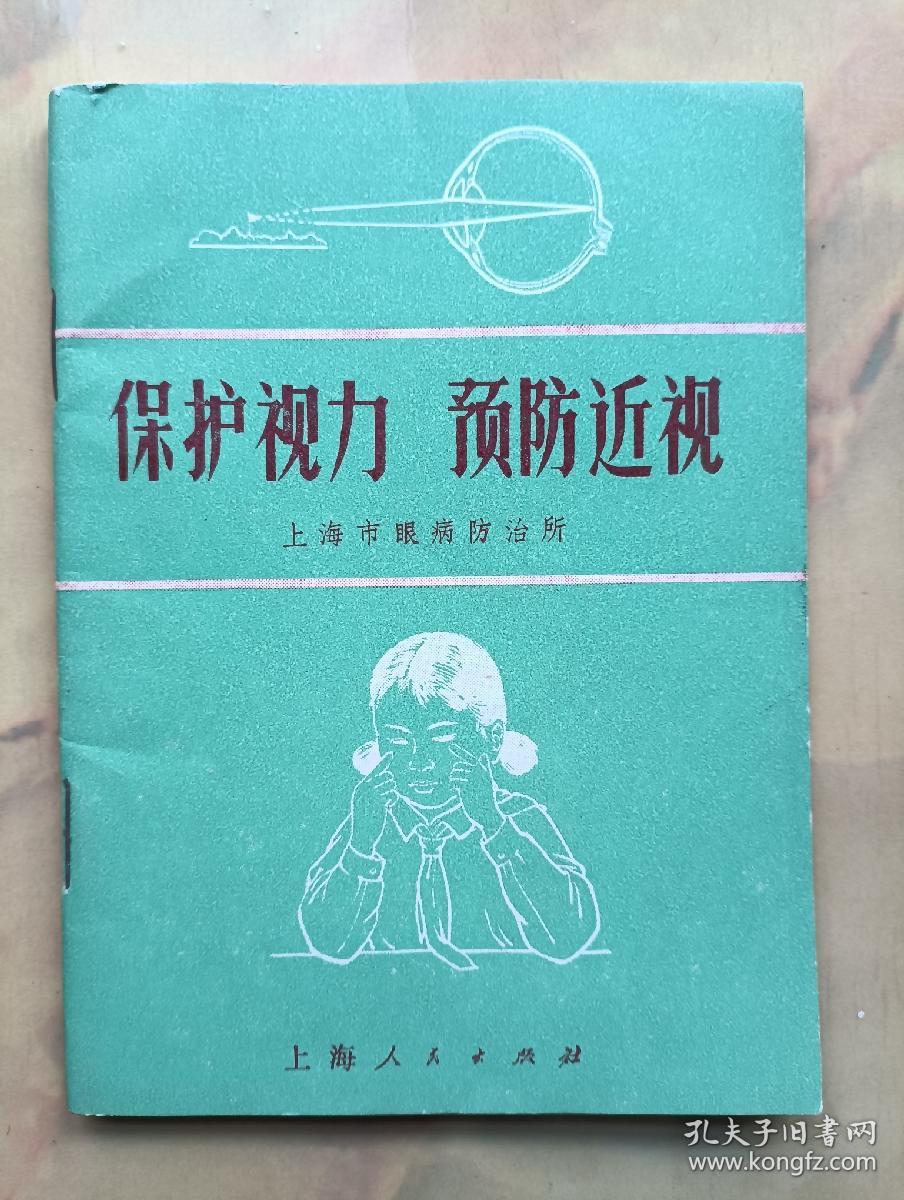 保护视力 预防近视
上海市眼病防治所
上海人民出版社
孔夫子旧书网
www.kongfz.com